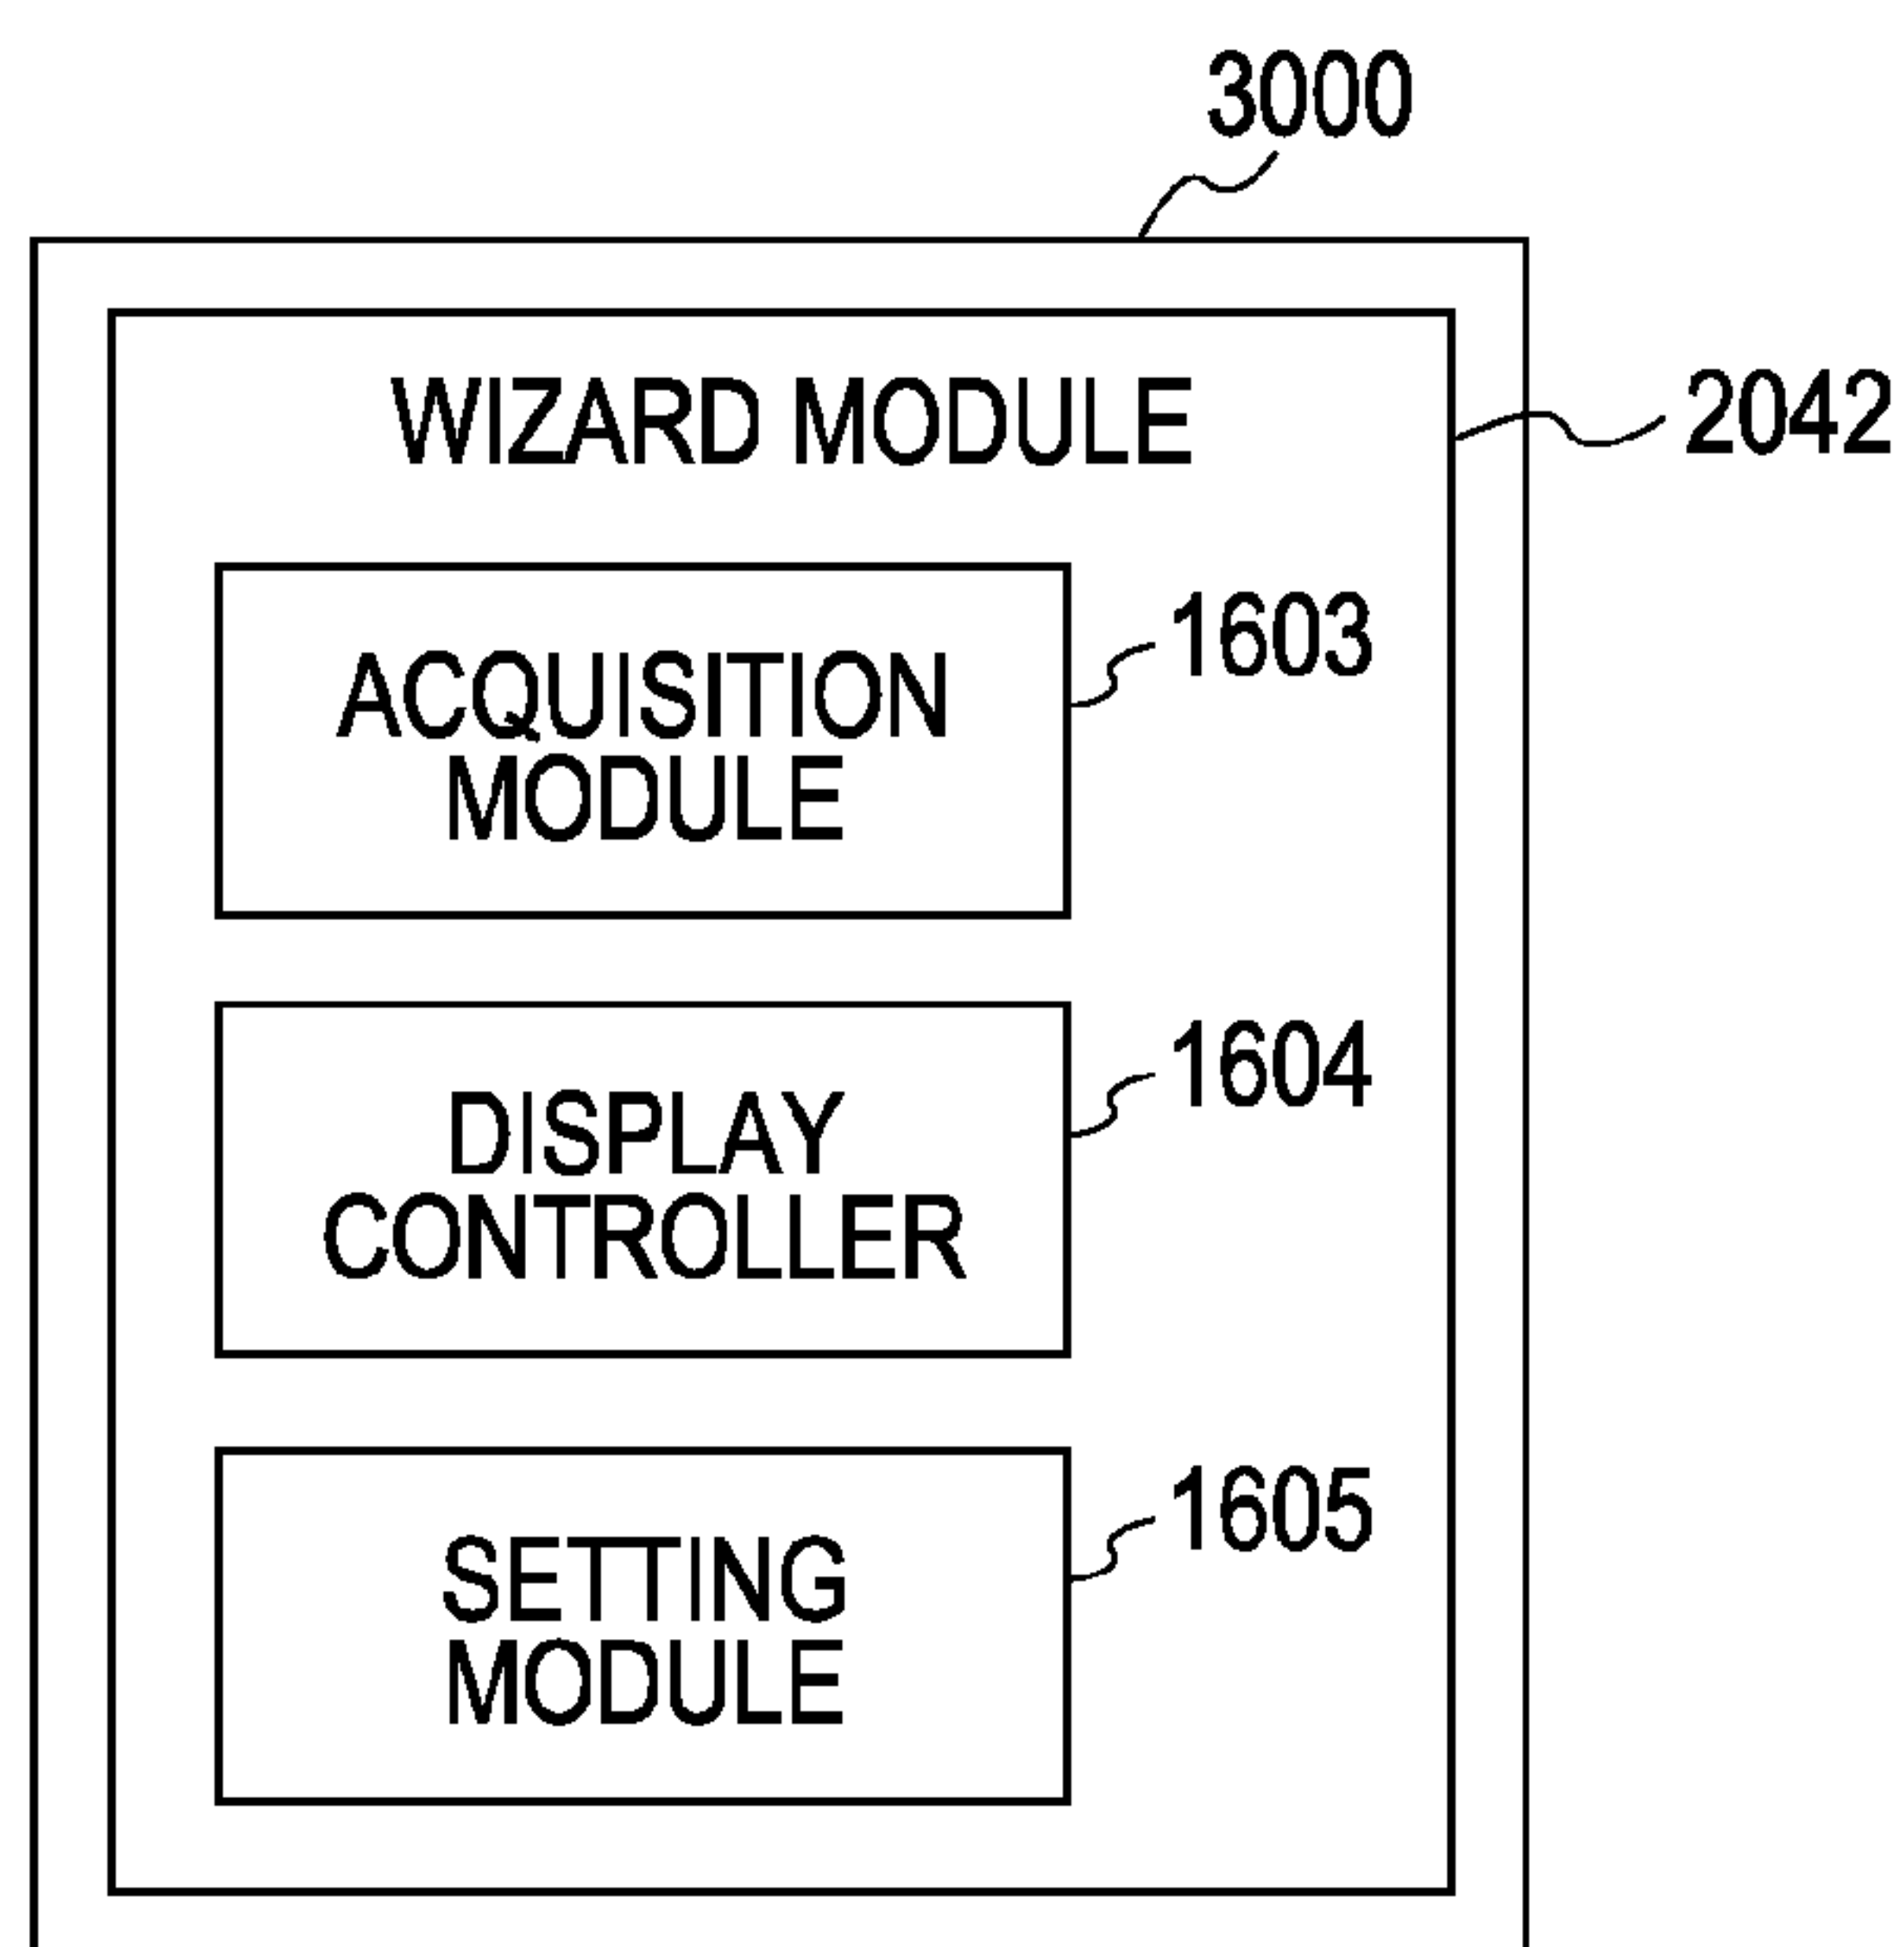 3000
WIZARD MODULE
2042
ACQUISITION
MODULE
1603
DISPLAY
CONTROLLER
1604
SETTING
MODULE
1605